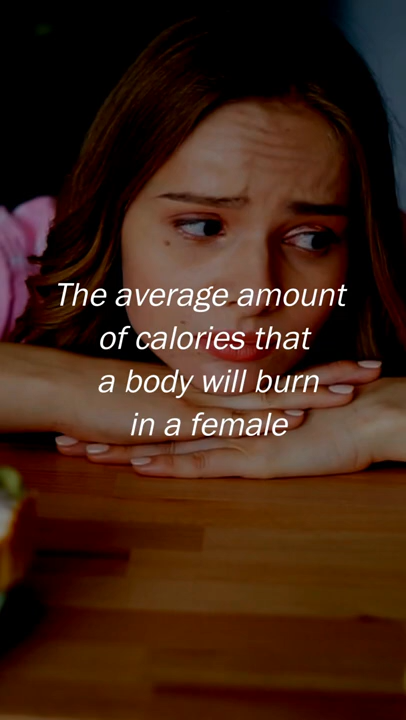 The average amount
of calories that
a body will burn
in a female